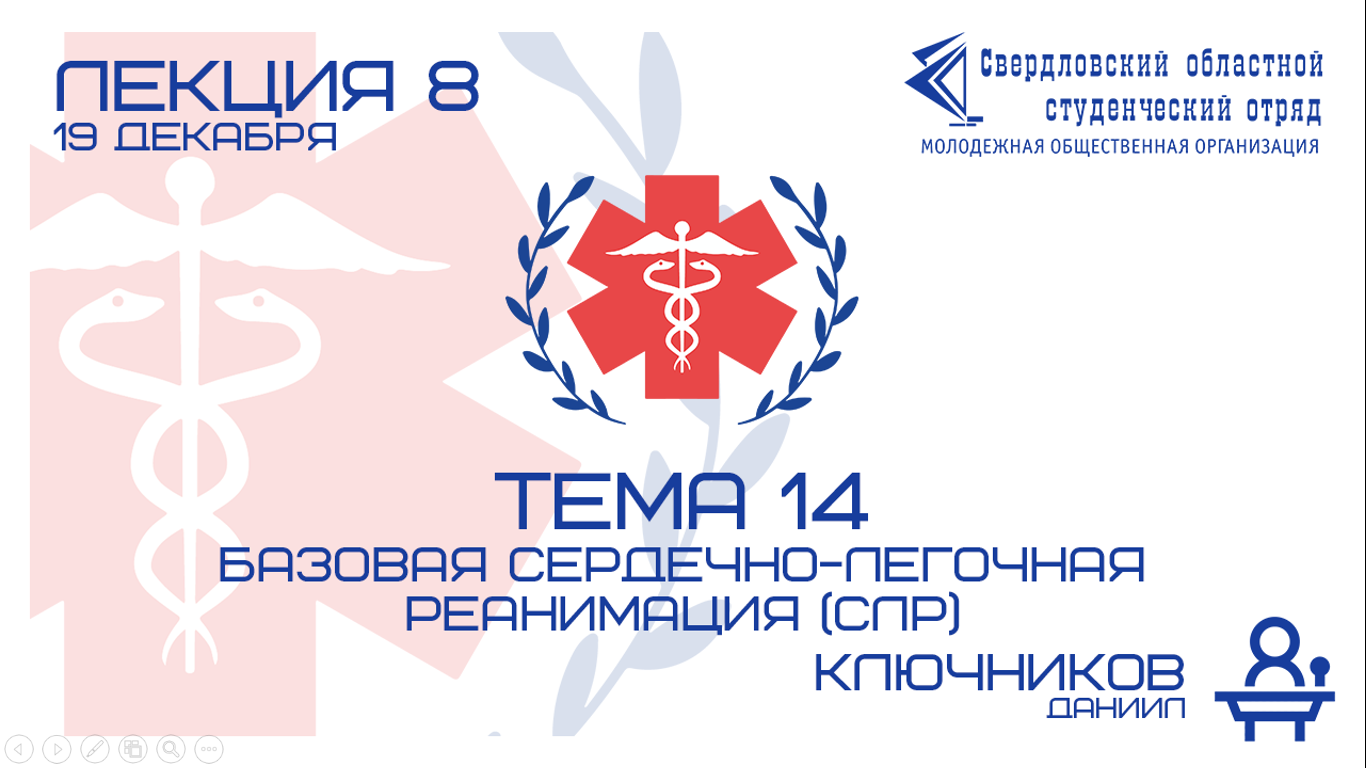 ЛЕКЦИЯ 8
19 ДЕКАБРЯ
Свердловский областной
студенческий отряд
МОЛОДЕЖНАЯ ОБЩЕСТВЕННАЯ ОРГАНИЗАЦИЯ
ТЕМА 14
БАЗОВАЯ СЕРДЕЧНО-ЛЕГОЧНАЯ
РЕАНИМАЦИЯ (СЛР)
КЛЮЧНИКОВ
ДАНИИЛ